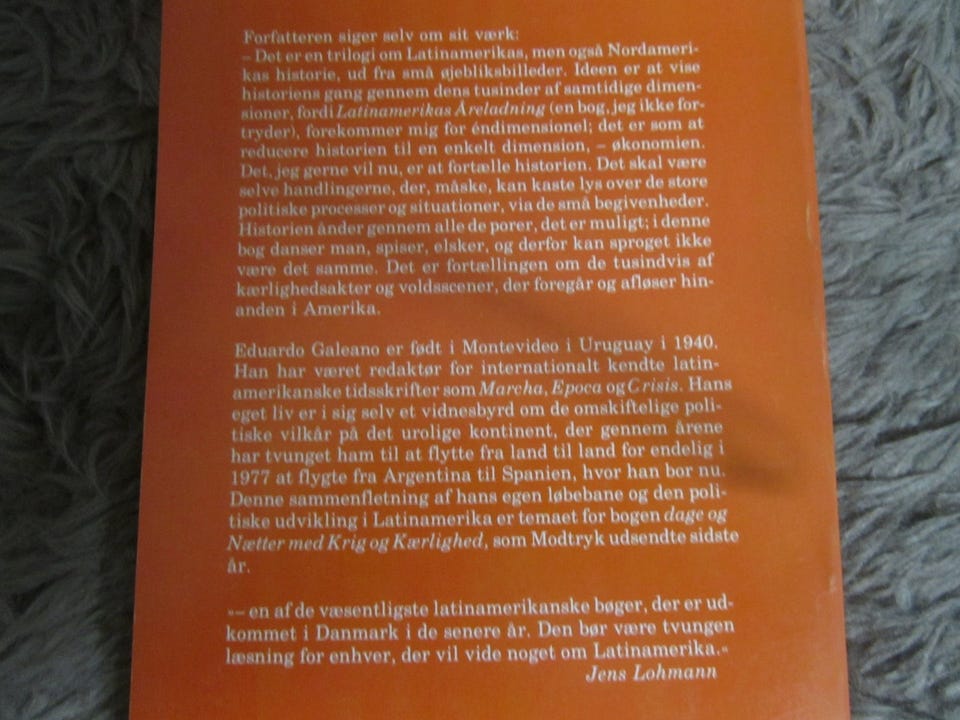 Forfatteren siger selv om sit værk:
– Det er en trilogi om Latinamerikas, men også Nordameri-
kas historie, ud fra små øjebliksbilleder. Ideen er at vise
historiens gang gennem dens tusinder af samtidige dimen-
sioner, fordi Latinamerikas Åreladning (en bog, jeg ikke for-
tryder), forekommer mig for éndimensionel; det er som at
reducere historien til en enkelt dimension, – økonomien.
Det, jeg gerne vil nu, er at fortælle historien. Det skal være
selve handlingerne, der, måske, kan kaste lys over de store
politiske processer og situationer, via de små begivenheder.
Historien ånder gennem alle de porer, det er muligt; i denne
bog danser man, spiser, elsker, og derfor kan sproget ikke
være det samme. Det er fortællingen om de tusindvis af
kærlighedsakter og voldsscener, der foregår og afløser hin-
anden i Amerika.
Eduardo Galeano er født i Montevideo i Uruguay i 1940.
Han har været redaktør for internationalt kendte latin-
amerikanske tidsskrifter som Marcha, Epoca og Crisis. Hans
eget liv er i sig selv et vidnesbyrd om de omskiftelige poli-
tiske vilkår på det urolige kontinent, der gennem årene
har tvunget ham til at flytte fra land til land for endelig i
1977 at flygte fra Argentina til Spanien, hvor han bor nu.
Denne sammenfletning af hans egen løbebane og den poli-
tiske udvikling i Latinamerika er temaet for bogen dage og
Nætter med Krig og Kærlighed, som Modtryk udsendte sidste
år.
»– en af de væsentligste latinamerikanske bøger, der er ud-
kommet i Danmark i de senere år. Den bør være tvungen
læsning for enhver, der vil vide noget om Latinamerika.«
Jens Lohmann